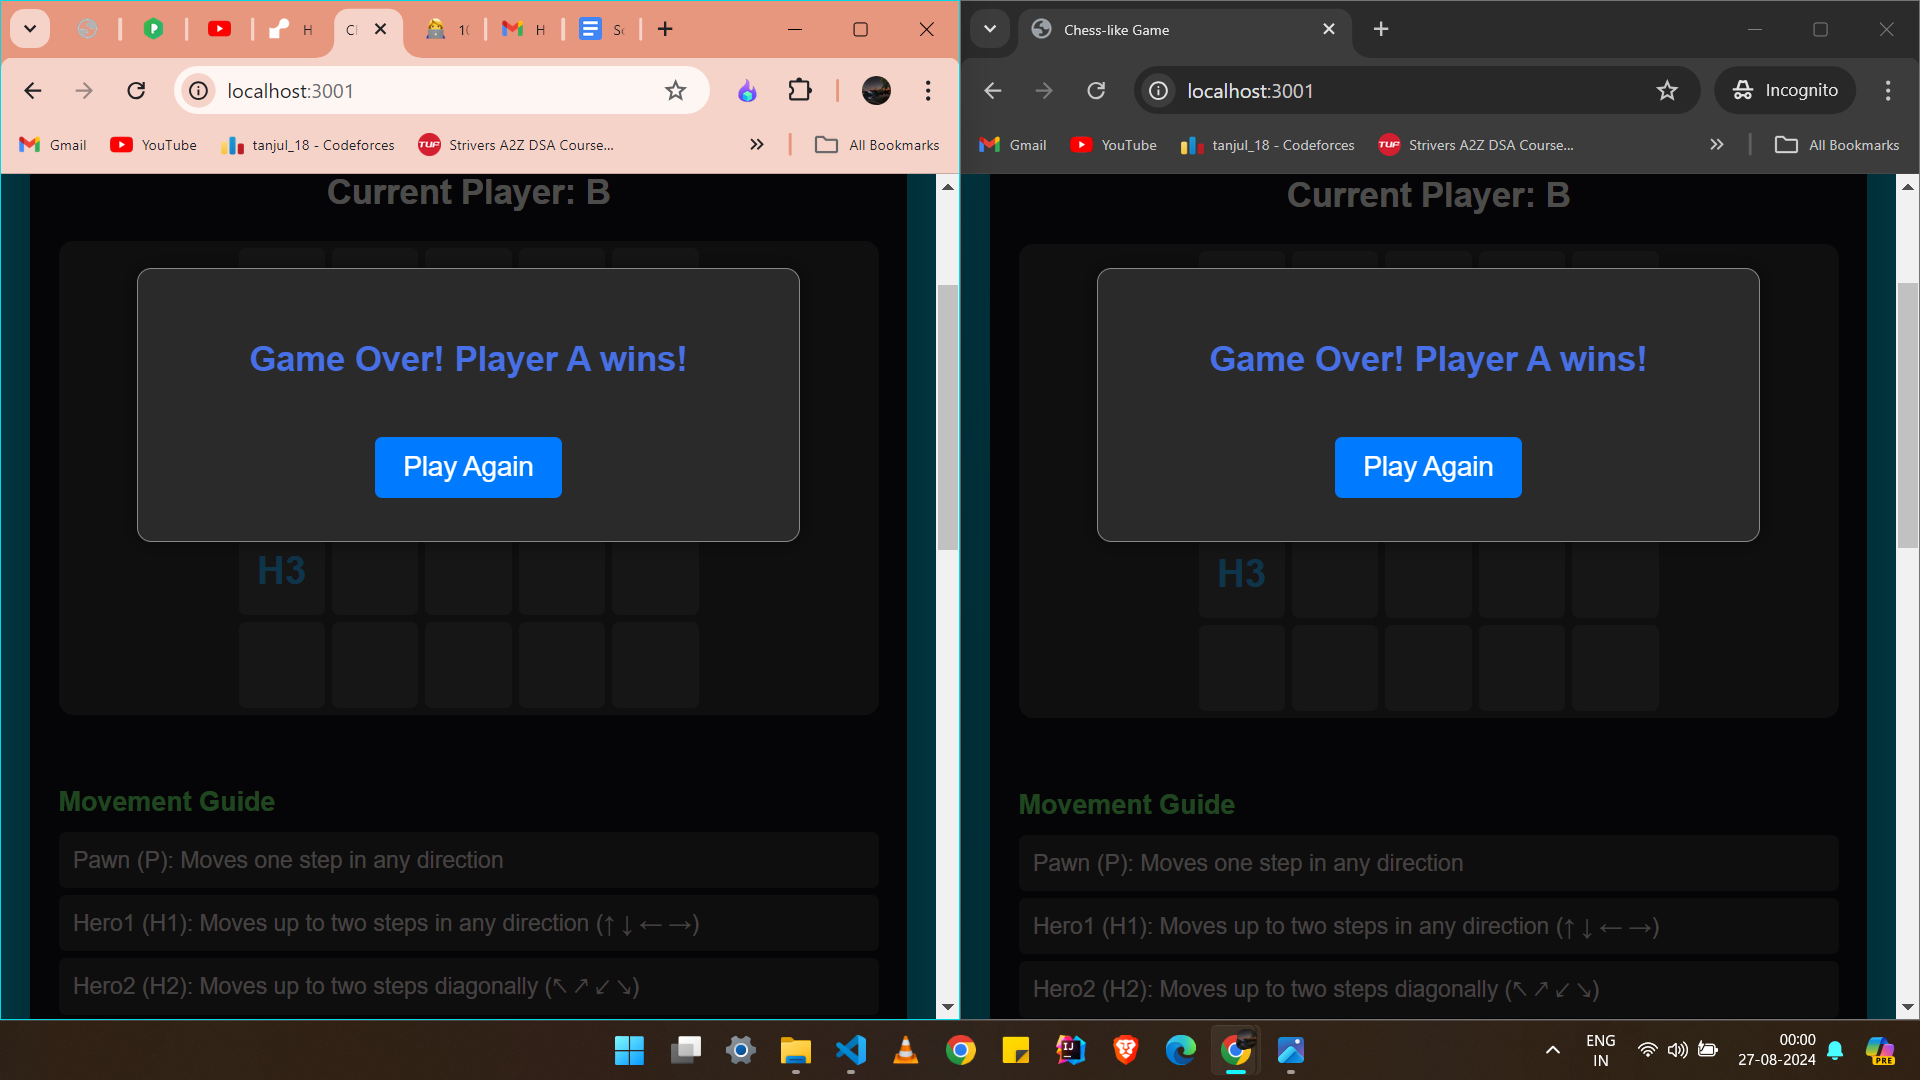 H
Cl
1(
H
Sc
localhost:3001
Gmail
YouTube
tanjul_18 - Codeforces
TUF
Strivers A2Z DSA Course...
All Bookmarks
Current Player: B
Game Over! Player A wins!
Play Again
H3
Movement Guide
Pawn (P): Moves one step in any direction
Hero1 (H1): Moves up to two steps in any direction (↑ ↓ ← →)
Hero2 (H2): Moves up to two steps diagonally (↖ ↗ ↙ ↘)
Chess-like Game
localhost:3001
Incognito
Gmail
YouTube
tanjul_18 - Codeforces
TUF
Strivers A2Z DSA Course...
All Bookmarks
Current Player: B
Game Over! Player A wins!
Play Again
H3
Movement Guide
Pawn (P): Moves one step in any direction
Hero1 (H1): Moves up to two steps in any direction (↑ ↓ ← →)
Hero2 (H2): Moves up to two steps diagonally (↖ ↗ ↙ ↘)
ENG
IN
00:00
27-08-2024
PRE